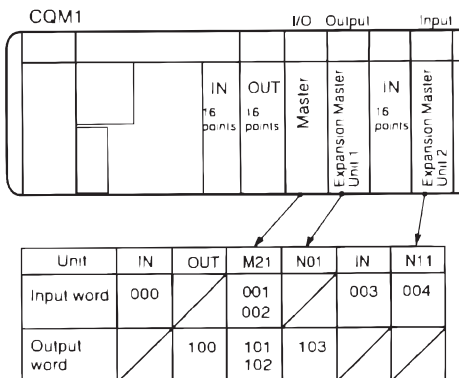 CQM1
I/O Output Input
IN
16
points
OUT
16
points
Master
Expansion Master
Unit 1
IN
16
points
Expansion Master
Unit 2
Unit IN OUT M21 N01 IN N11
Input word 000 001 003 004
002
Output 100 101 103
word 102